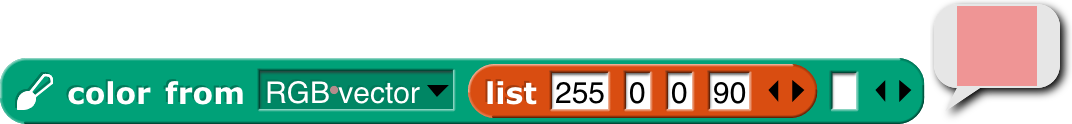 color from RGB•vector list 255 0 0 90